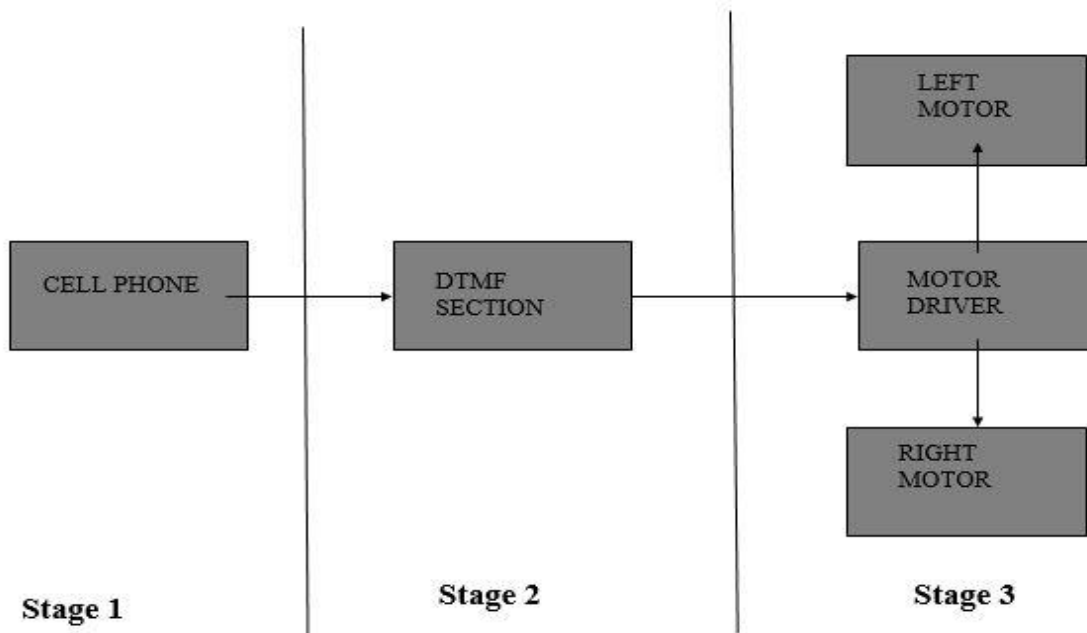 LEFT
MOTOR
CELL PHONE
DTMF
SECTION
MOTOR
DRIVER
RIGHT
MOTOR
Stage 1
Stage 2
Stage 3